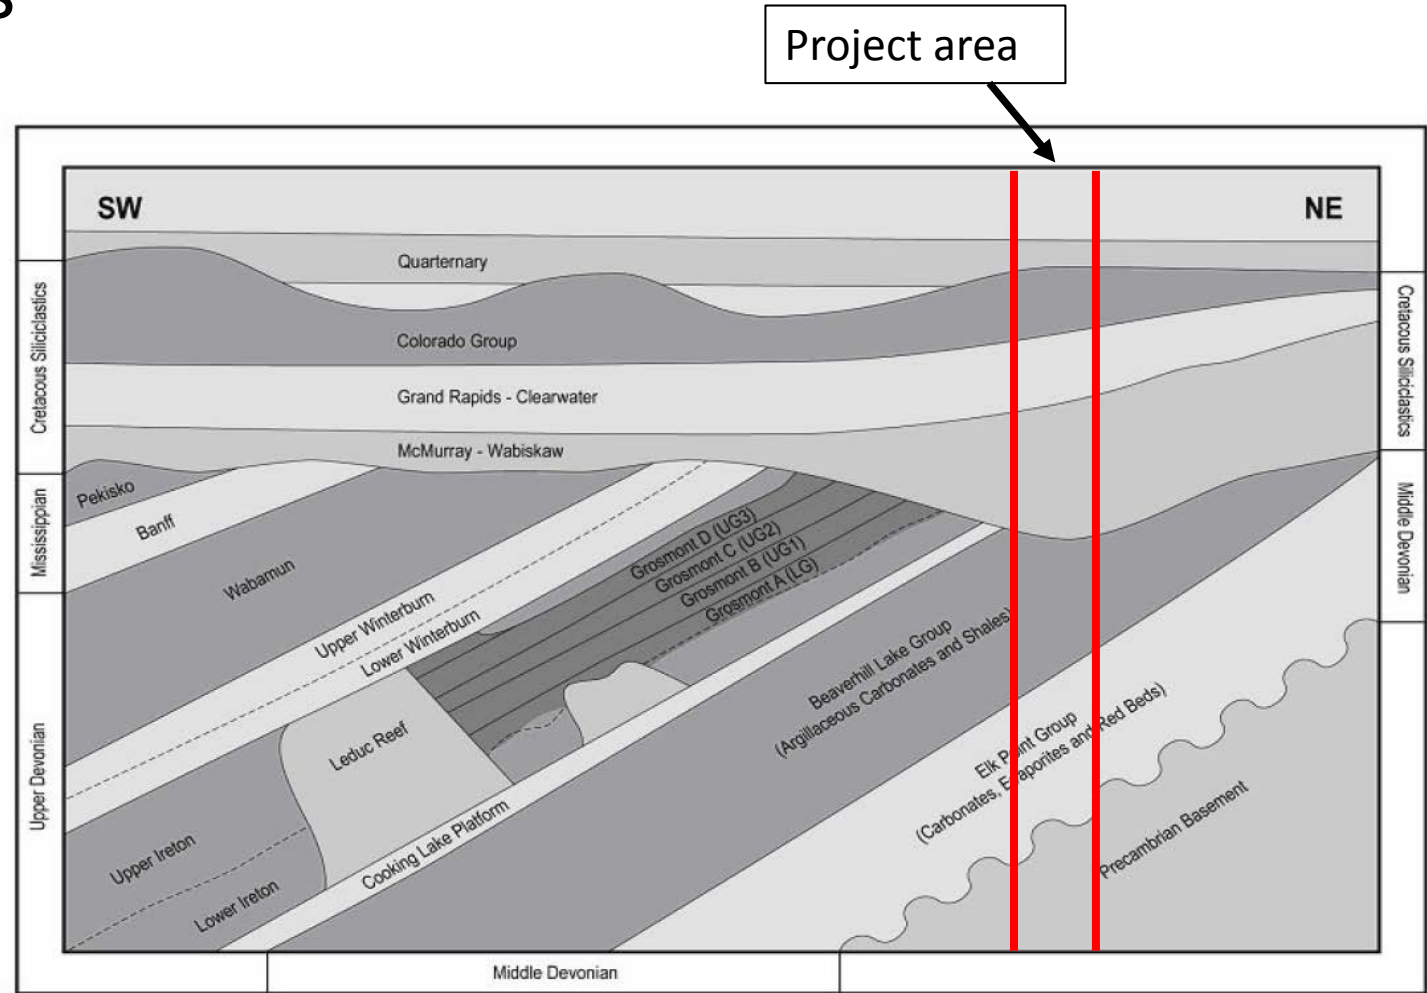 Project area
SW
NE
Quarternary
Colorado Group
Grand Rapids - Clearwater
McMurray - Wabiskaw
Pekisko
Banff
Wabamun
Upper Winterburn
Lower Winterburn
Grosmont D (UG3)
Grosmont C (UG2)
Grosmont B (UG1)
Grosmont A (LG)
Leduc Reef
Upper Ireton
Lower Ireton
Cooking Lake Platform
Beaverhill Lake Group
(Argillaceous Carbonates and Shales)
Elk Point Group
(Carbonates, Evaporites and Red Beds)
Precambrian Basement
Cretacous Siliciclastics
Mississippian
Upper Devonian
Cretacous Silliciclastics
Middle Devonian
Middle Devonian